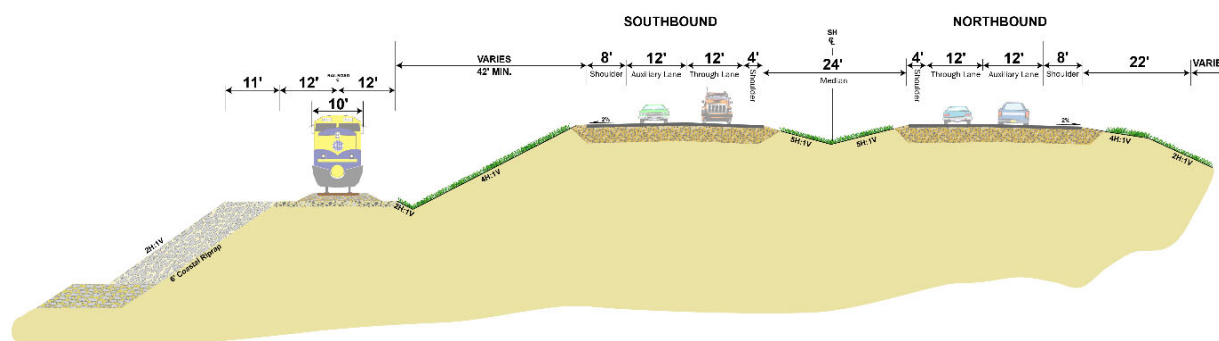 SOUTHBOUND
NORTHBOUND
SH
℄
VARIES
42' MIN.
8'
12'
12'
4'
24'
4'
12'
12'
8'
22'
VARIE
Shoulder
Auxiliary Lane
Through Lane
Shoulder
Median
Shoulder
Through Lane
Auxiliary Lane
Shoulder
RAILROAD
℄
11'
12'
12'
10'
2%
2%
5H:1V
5H:1V
4H:1V
2H:1V
4H:1V
2H:1V
2H:1V
6' Coastal Riprap